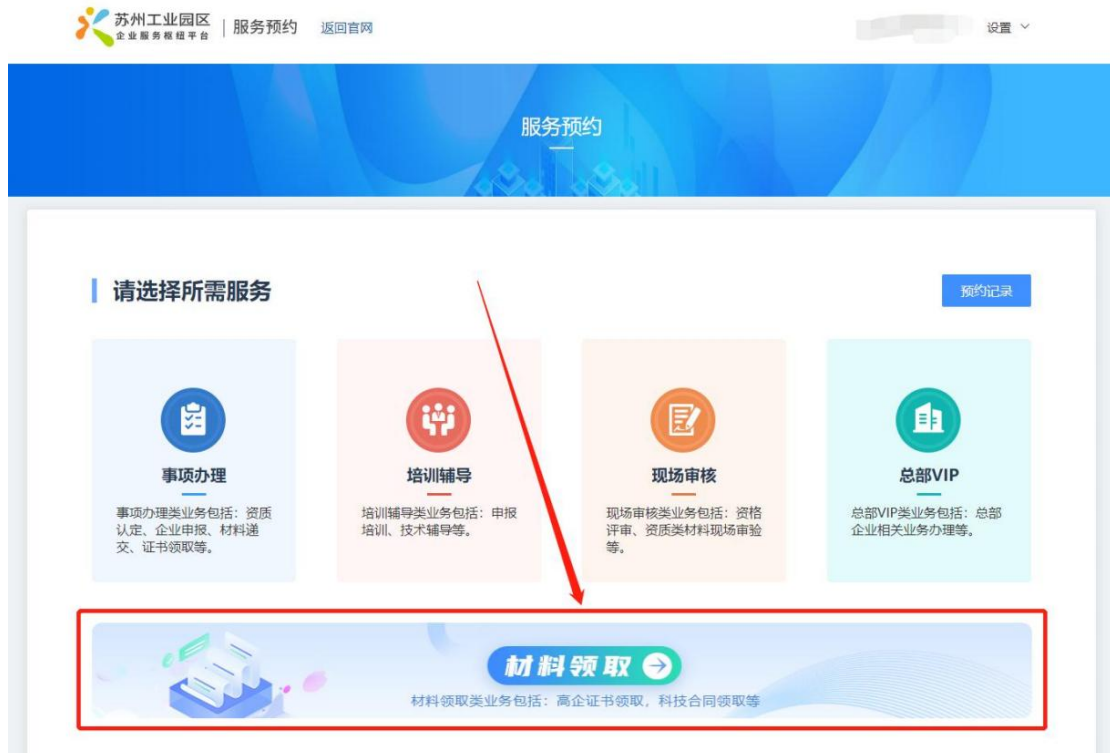 苏州工业园区
企业服务枢纽平台
服务预约
返回官网
设置
服务预约
请选择所需服务
预约记录
事项办理
事项办理类业务包括：资质
认定、企业申报、材料递
交、证书领取等。
培训辅导
培训辅导类业务包括：申报
培训、技术辅导等。
现场审核
现场审核类业务包括：资格
评审、资质类材料现场审验
等。
总部VIP
总部VIP类业务包括：总部
企业相关业务办理等。
材料领取
材料领取类业务包括：高企证书领取，科技合同领取等